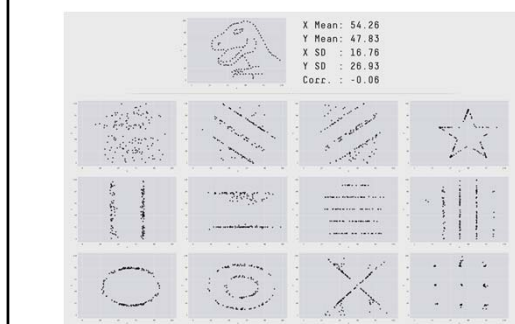 X Mean: 54.26
Y Mean: 47.83
X SD : 16.76
Y SD : 26.93
Corr. : -0.06